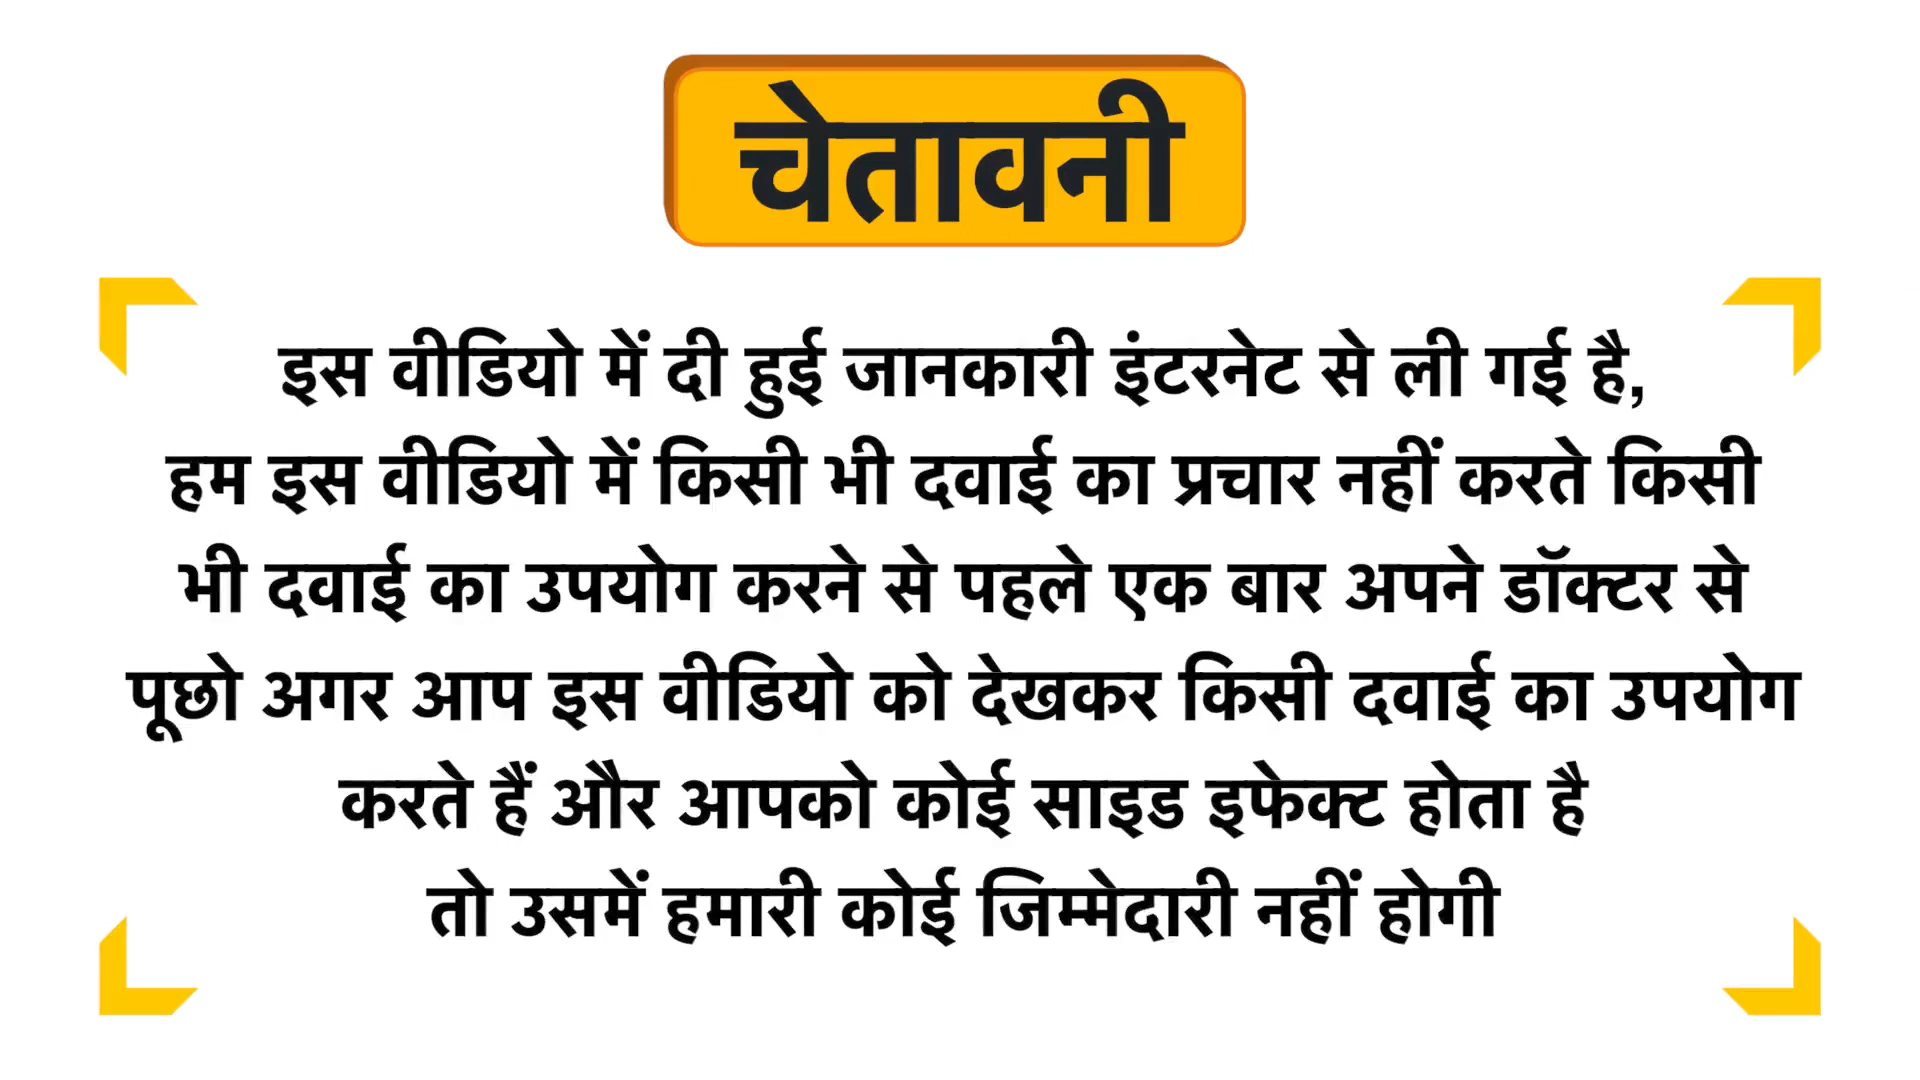 चेतावनी
इस वीडियो में दी हुई जानकारी इंटरनेट से ली गई है,
हम इस वीडियो में किसी भी दवाई का प्रचार नहीं करते किसी
भी दवाई का उपयोग करने से पहले एक बार अपने डॉक्टर से
पूछो अगर आप इस वीडियो को देखकर किसी दवाई का उपयोग
करते हैं और आपको कोई साइड इफेक्ट होता है
तो उसमें हमारी कोई जिम्मेदारी नहीं होगी